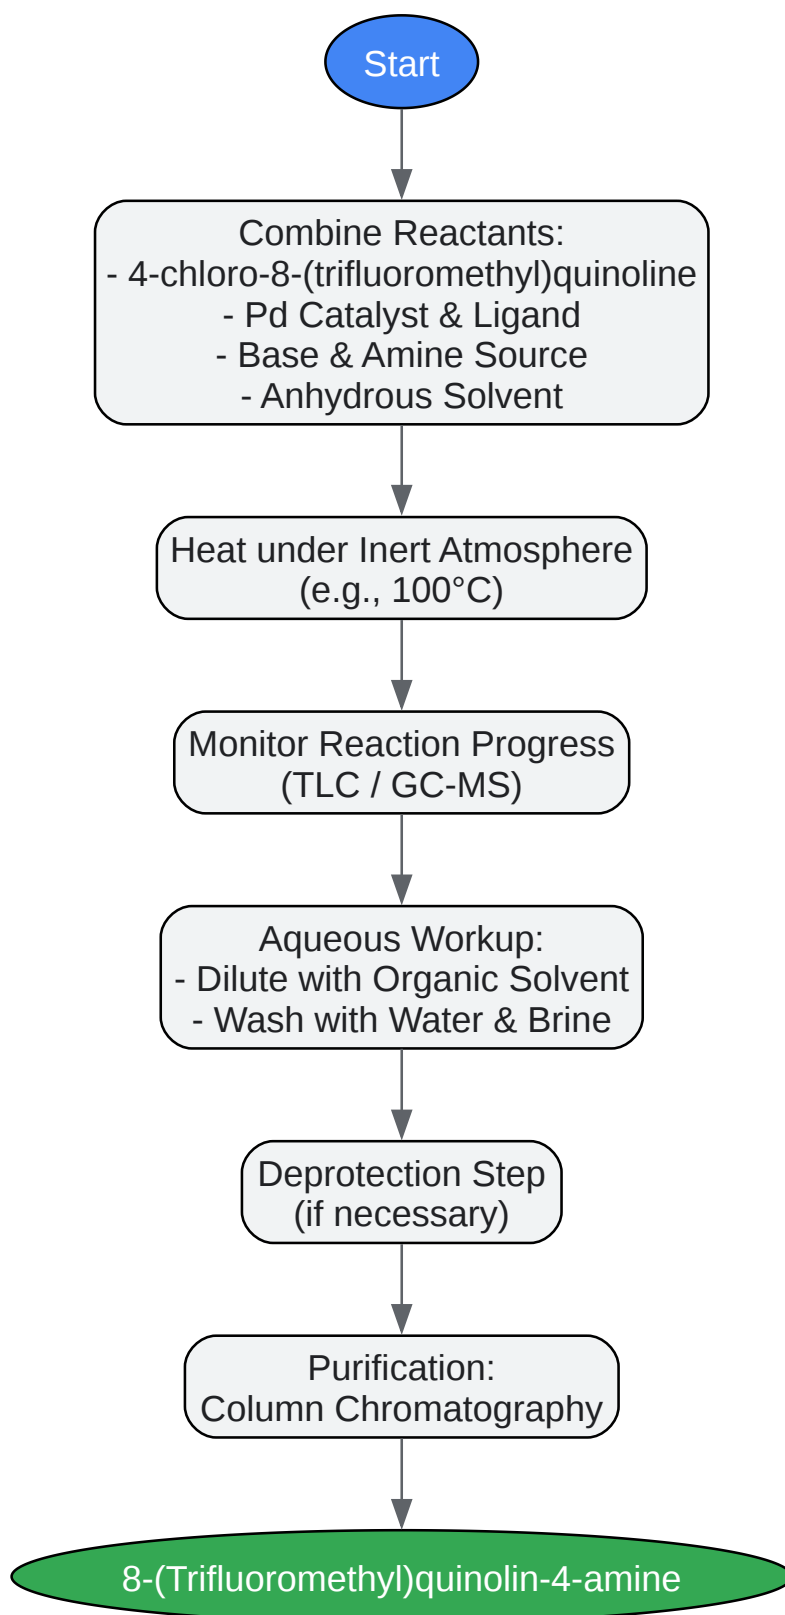 Start
Combine Reactants:
- 4-chloro-8-(trifluoromethyl)quinoline
- Pd Catalyst & Ligand
- Base & Amine Source
- Anhydrous Solvent
Heat under Inert Atmosphere
(e.g., 100°C)
Monitor Reaction Progress
(TLC / GC-MS)
Aqueous Workup:
- Dilute with Organic Solvent
- Wash with Water & Brine
Deprotection Step
(if necessary)
Purification:
Column Chromatography
8-(Trifluoromethyl)quinolin-4-amine